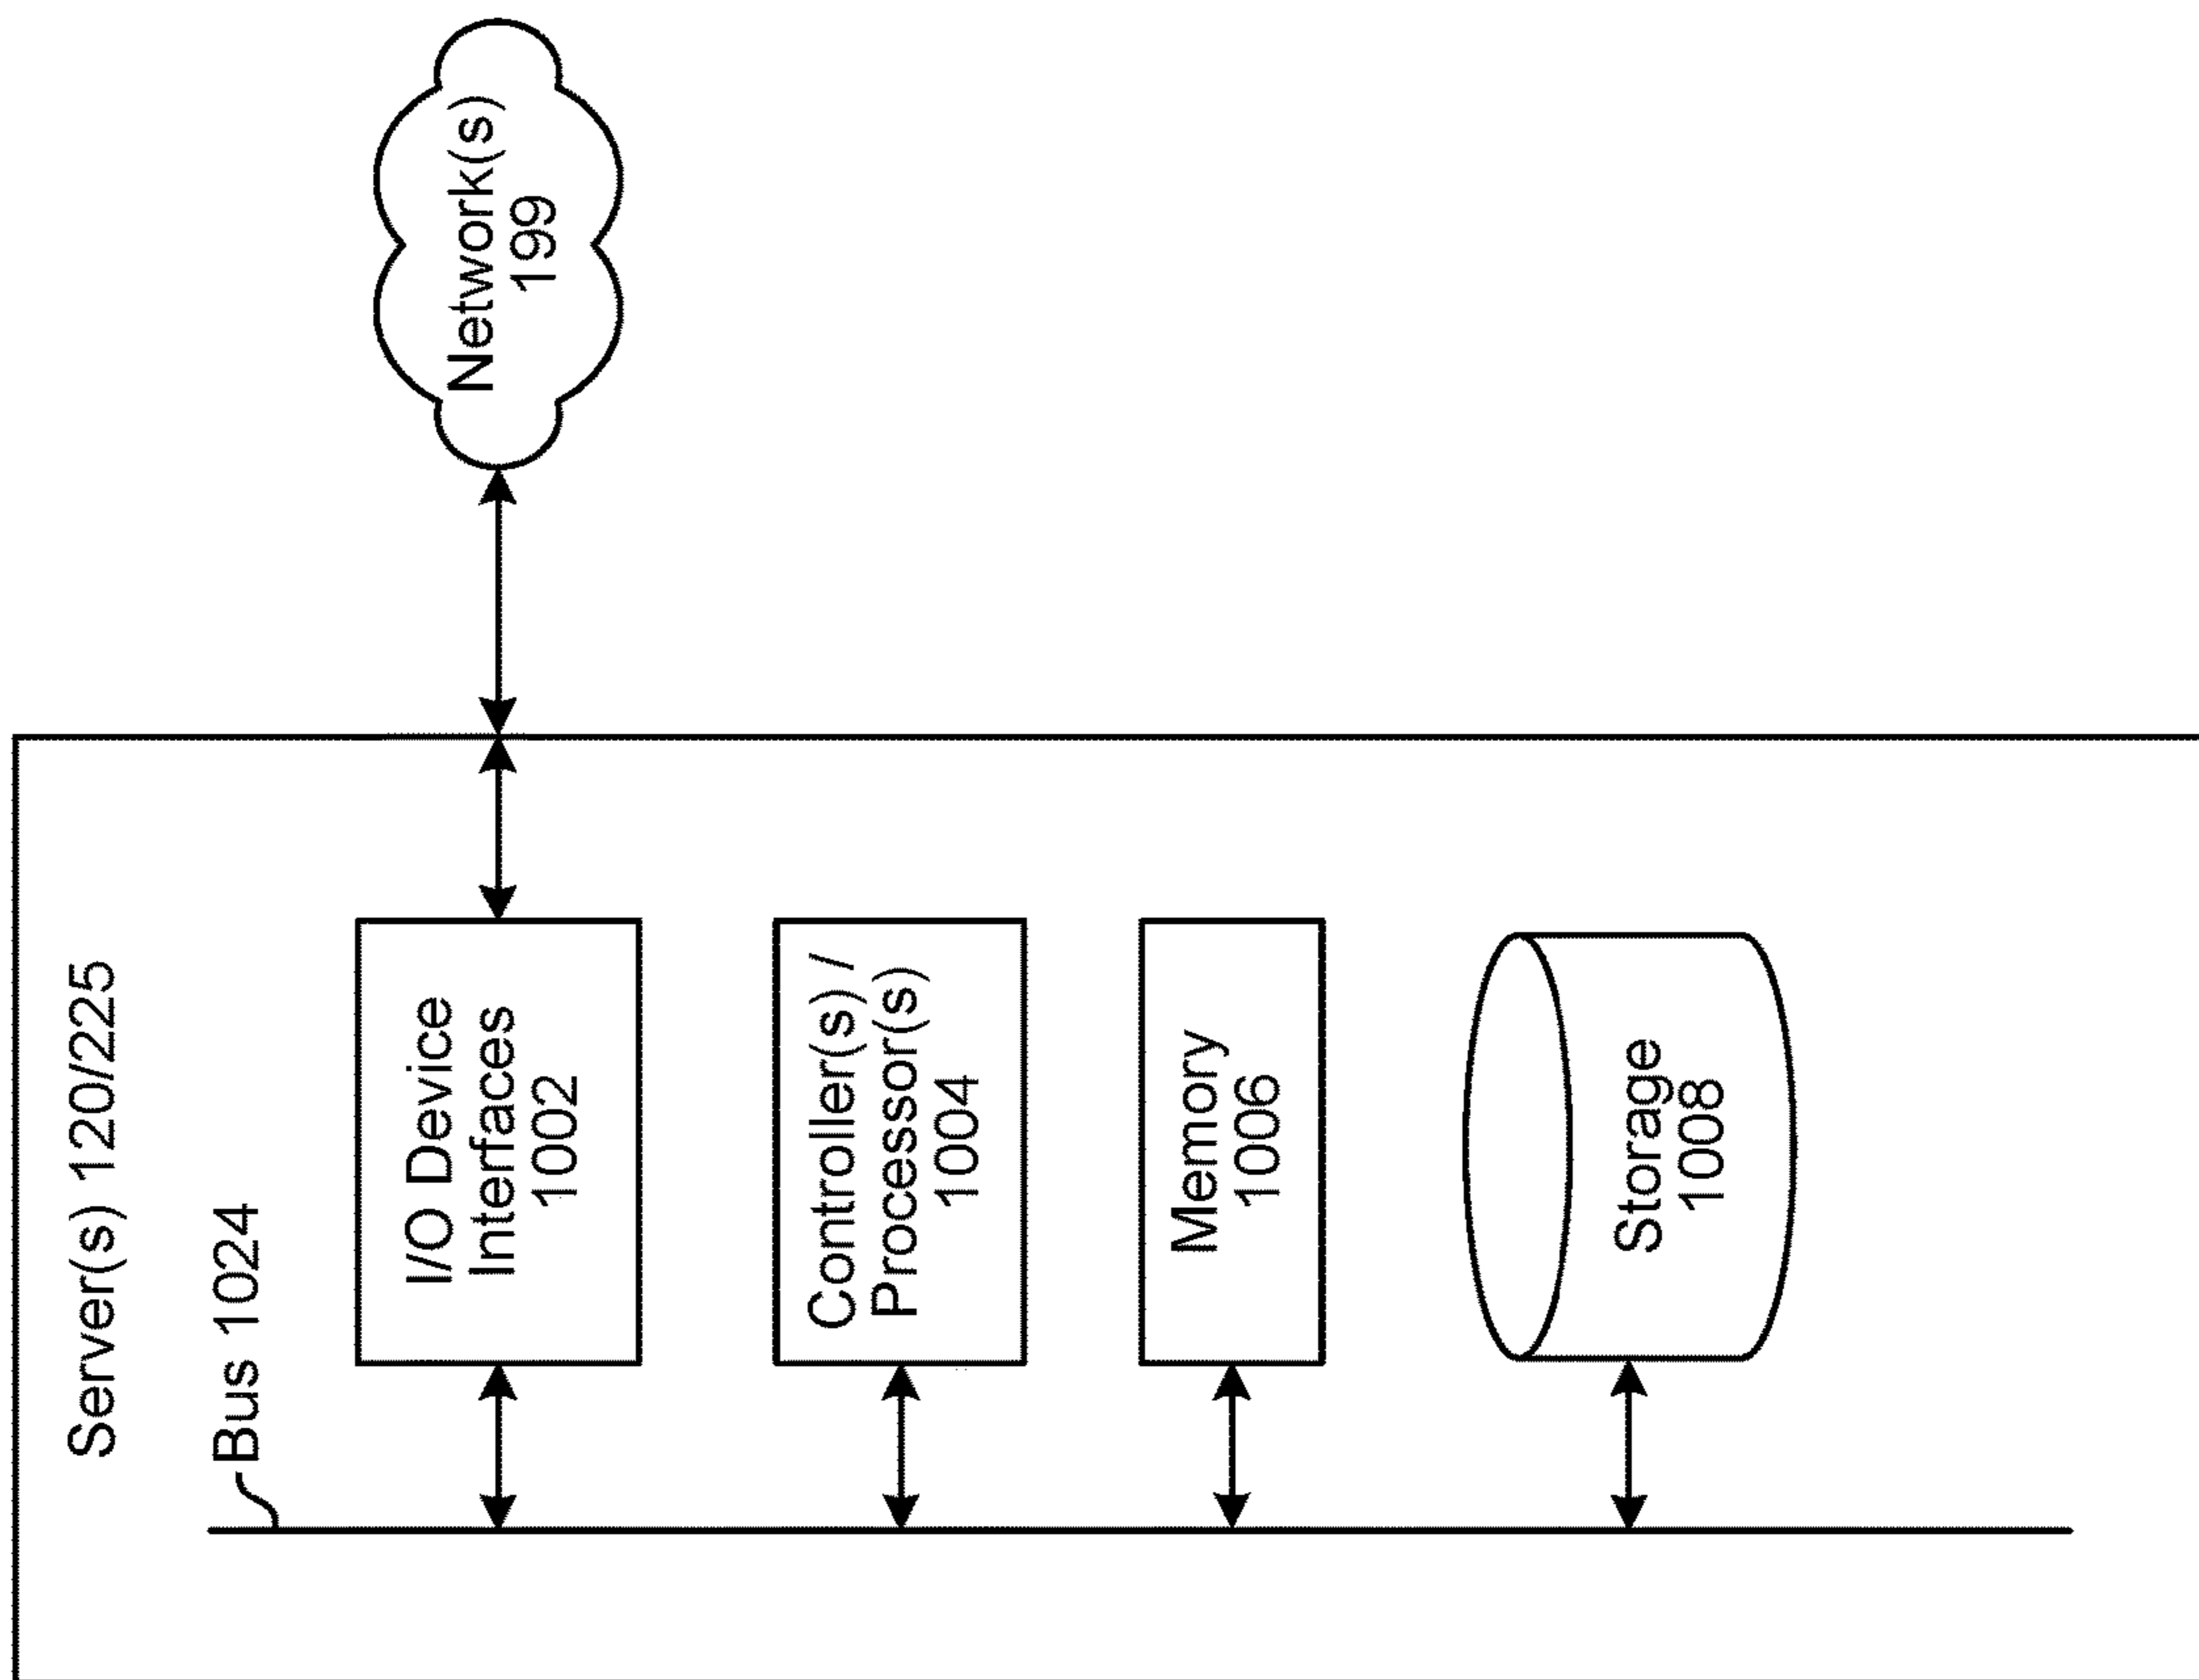 Server(s) 120/225
Bus 1024
I/O Device
Interfaces
1002
Network(s)
199
Controller(s) /
Processor(s)
1004
Memory
1006
Storage
1008